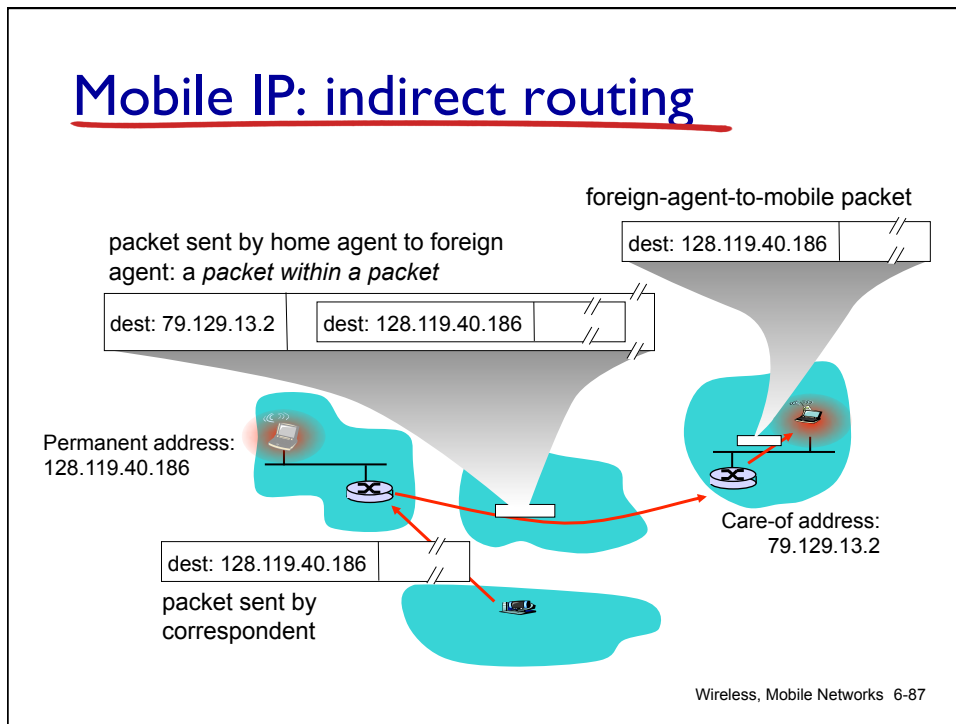 Mobile IP: indirect routing
foreign-agent-to-mobile packet
dest: 128.119.40.186
packet sent by home agent to foreign
agent: a packet within a packet
dest: 79.129.13.2
dest: 128.119.40.186
Permanent address:
128.119.40.186
Care-of address:
79.129.13.2
dest: 128.119.40.186
packet sent by
correspondent
Wireless, Mobile Networks 6-87